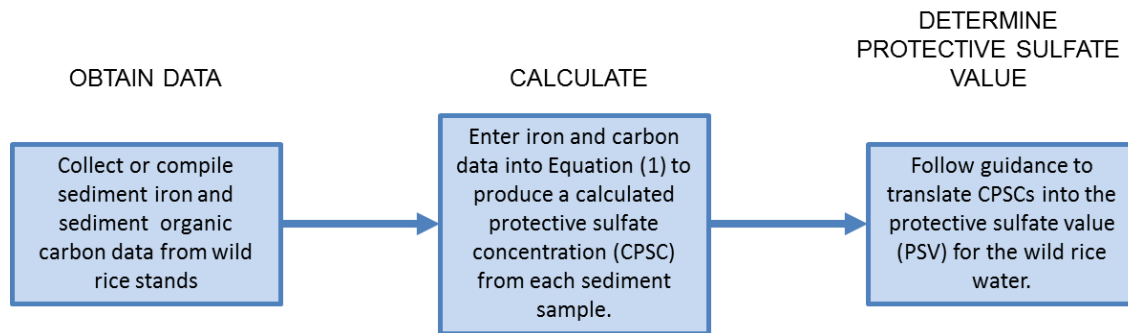 OBTAIN DATA
Collect or compile
sediment iron and
sediment organic
carbon data from wild
rice stands
CALCULATE
Enter iron and carbon
data into Equation (1) to
produce a calculated
protective sulfate
concentration (CPSC)
from each sediment
sample.
DETERMINE
PROTECTIVE SULFATE
VALUE
Follow guidance to
translate CPSCs into the
protective sulfate value
(PSV) for the wild rice
water.